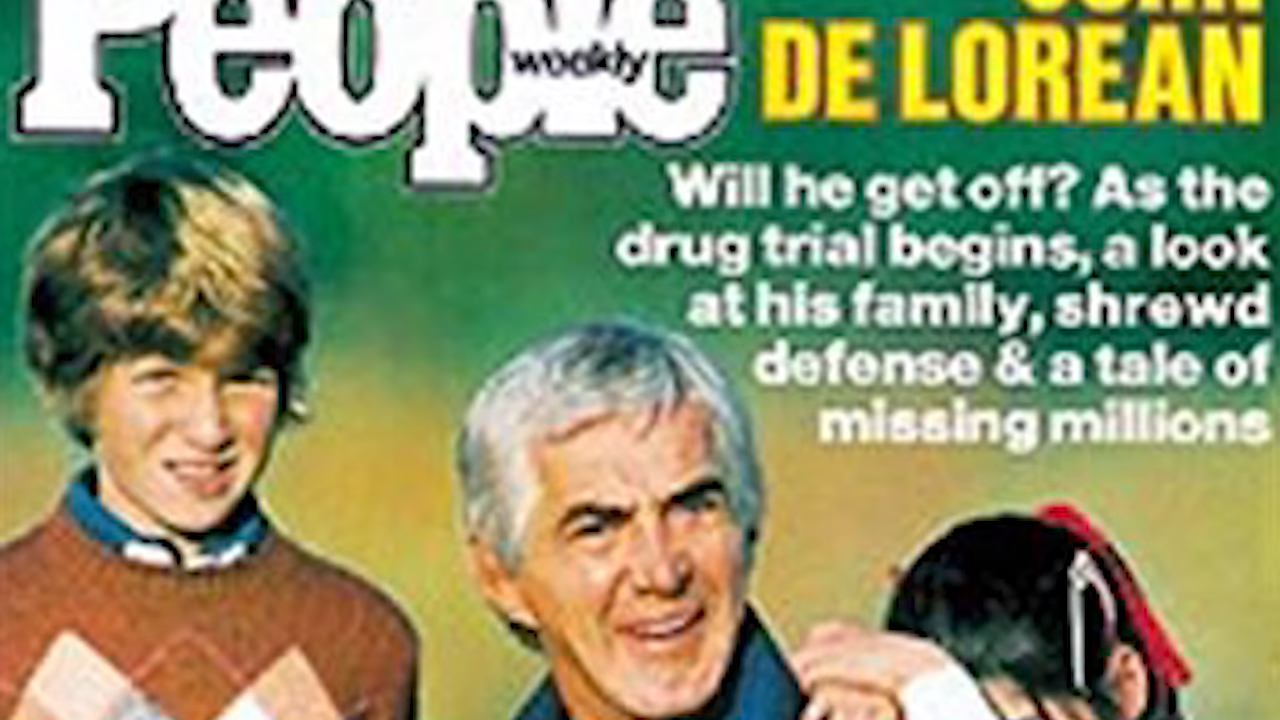 People
weekly
JOHN
DE LOREAN
Will he get off? As the
drug trial begins, a look
at his family, shrewd
defense & a tale of
missing millions